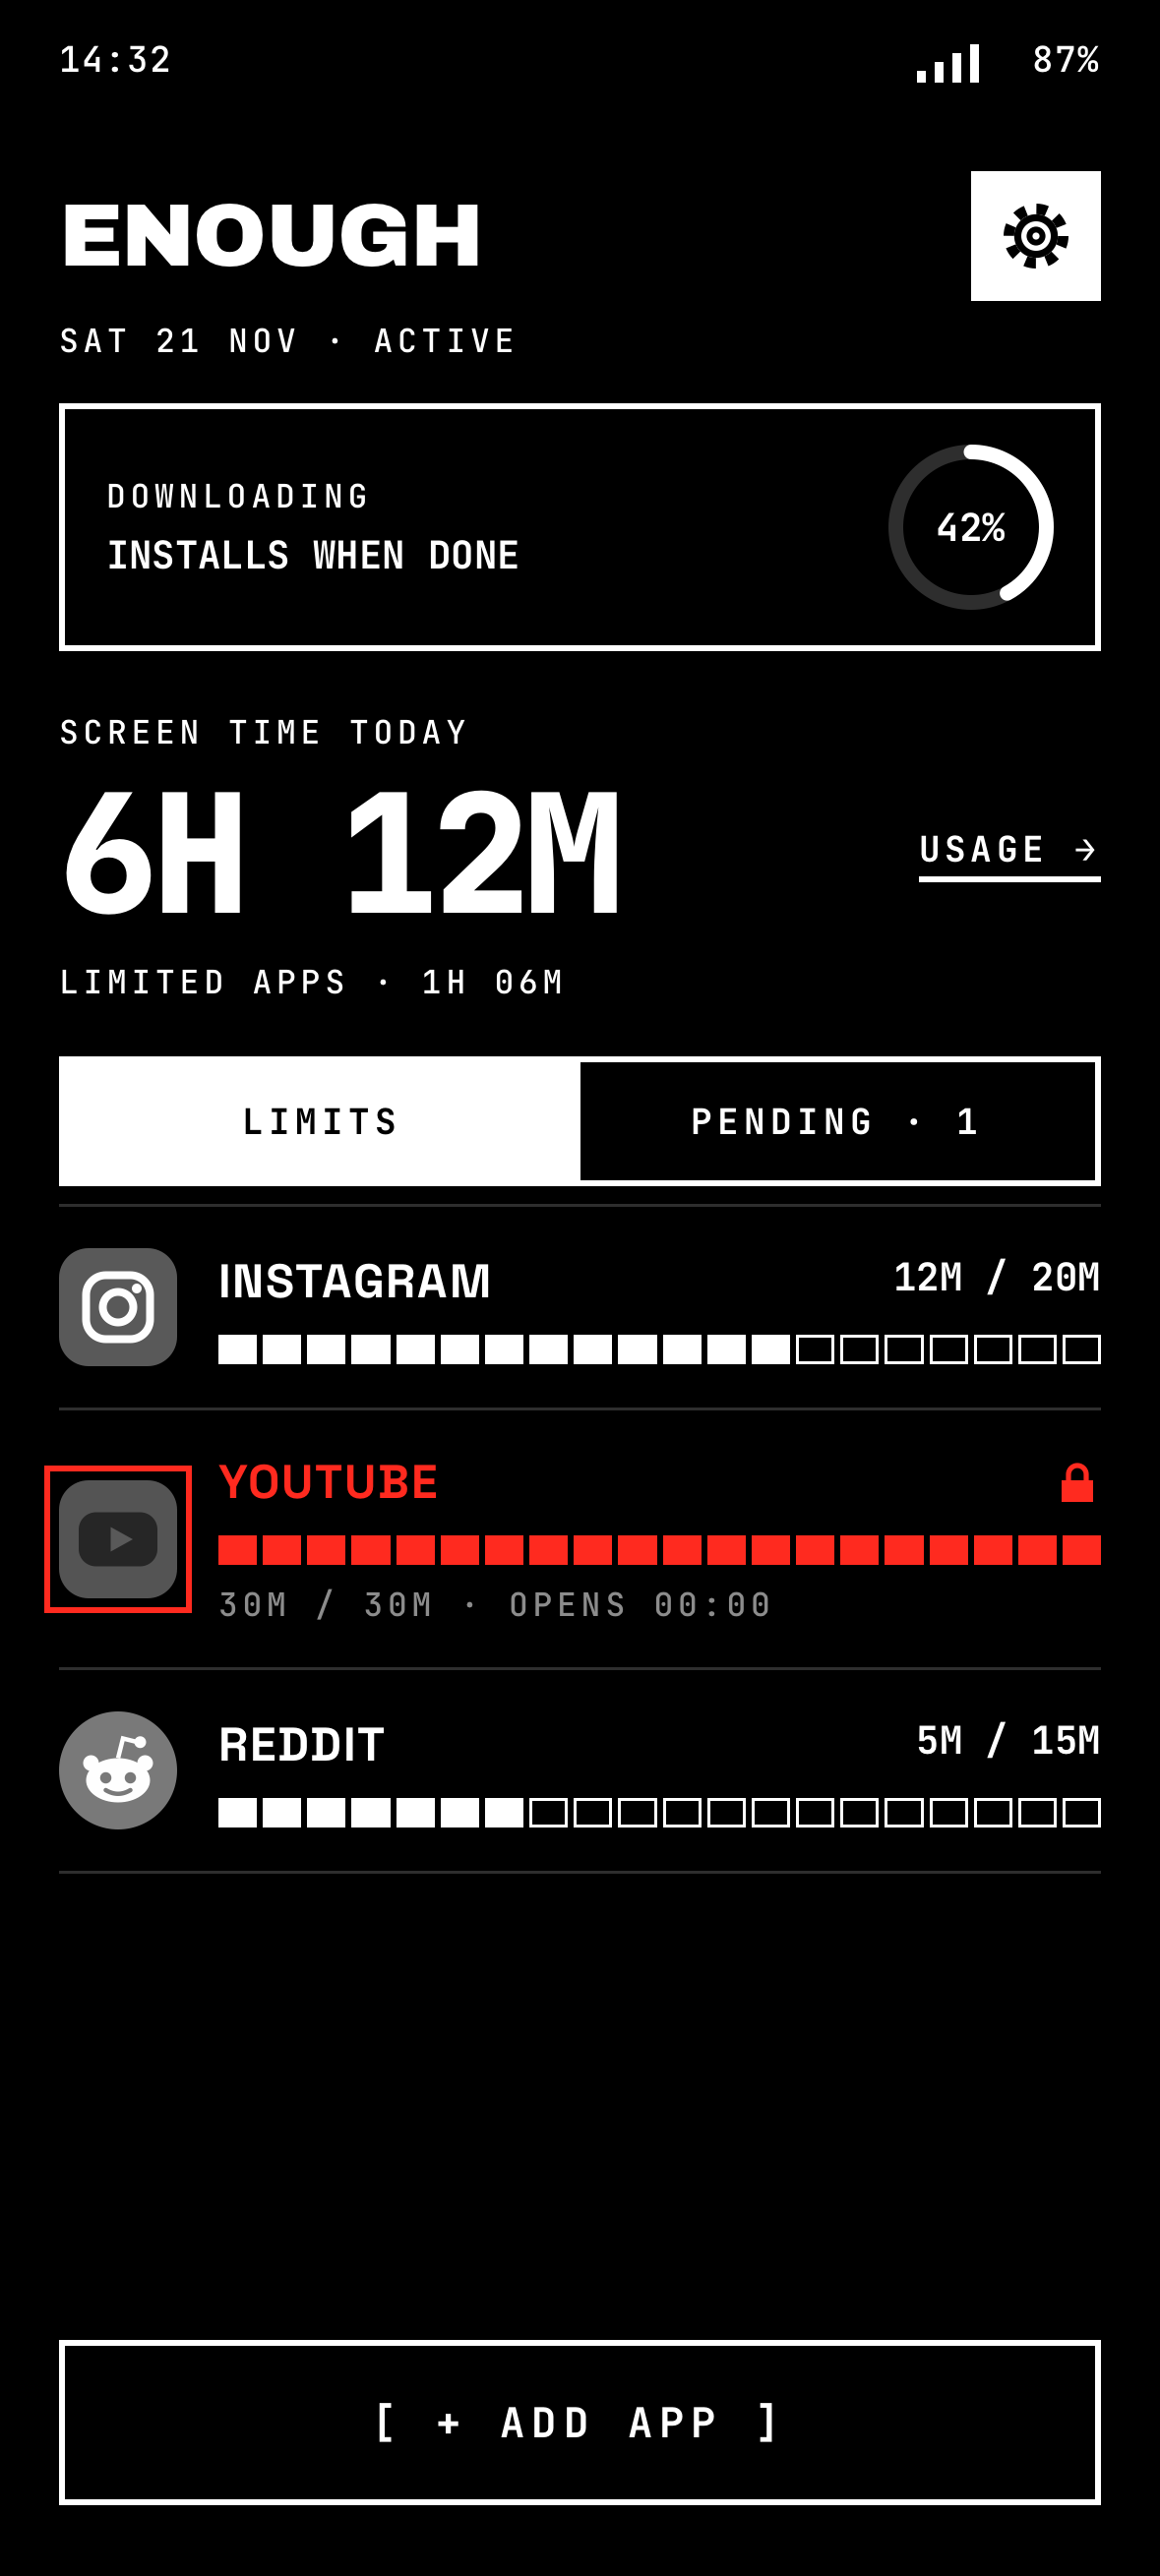 14:32 87%
ENOUGH
SAT 21 NOV · ACTIVE
DOWNLOADING
INSTALLS WHEN DONE
42%
SCREEN TIME TODAY
6H 12M
USAGE →
LIMITED APPS · 1H 06M
LIMITS
PENDING · 1
INSTAGRAM
12M / 20M
YOUTUBE
30M / 30M · OPENS 00:00
REDDIT
5M / 15M
[ + ADD APP ]